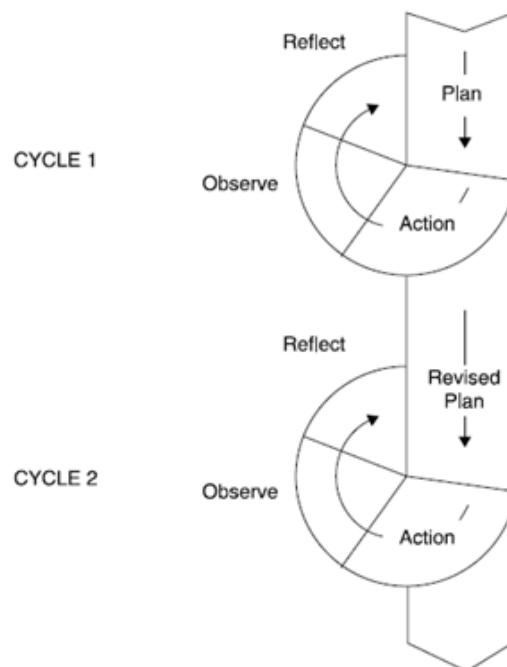 Reflect
Plan
CYCLE 1
Observe
Action
Reflect
Revised
Plan
CYCLE 2
Observe
Action